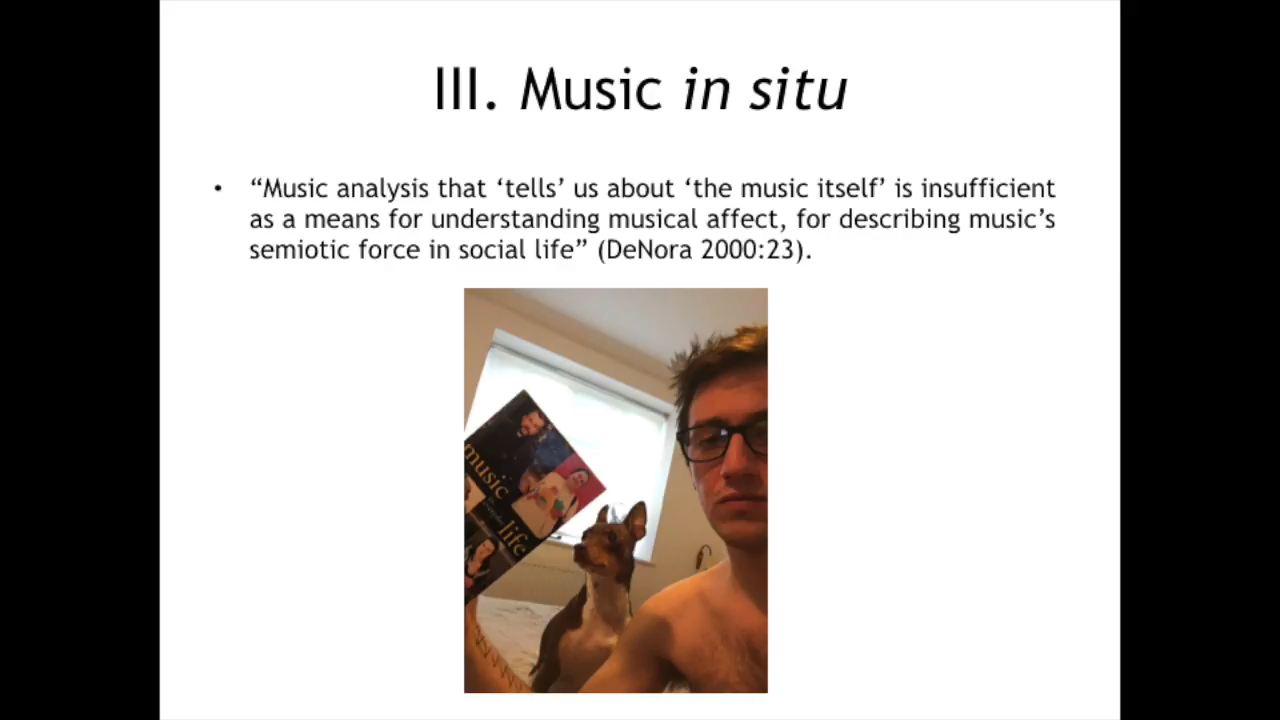 III. Music in situ
• “Music analysis that ‘tells’ us about ‘the music itself’ is insufficient
as a means for understanding musical affect, for describing music’s
semiotic force in social life” (DeNora 2000:23).
music
life